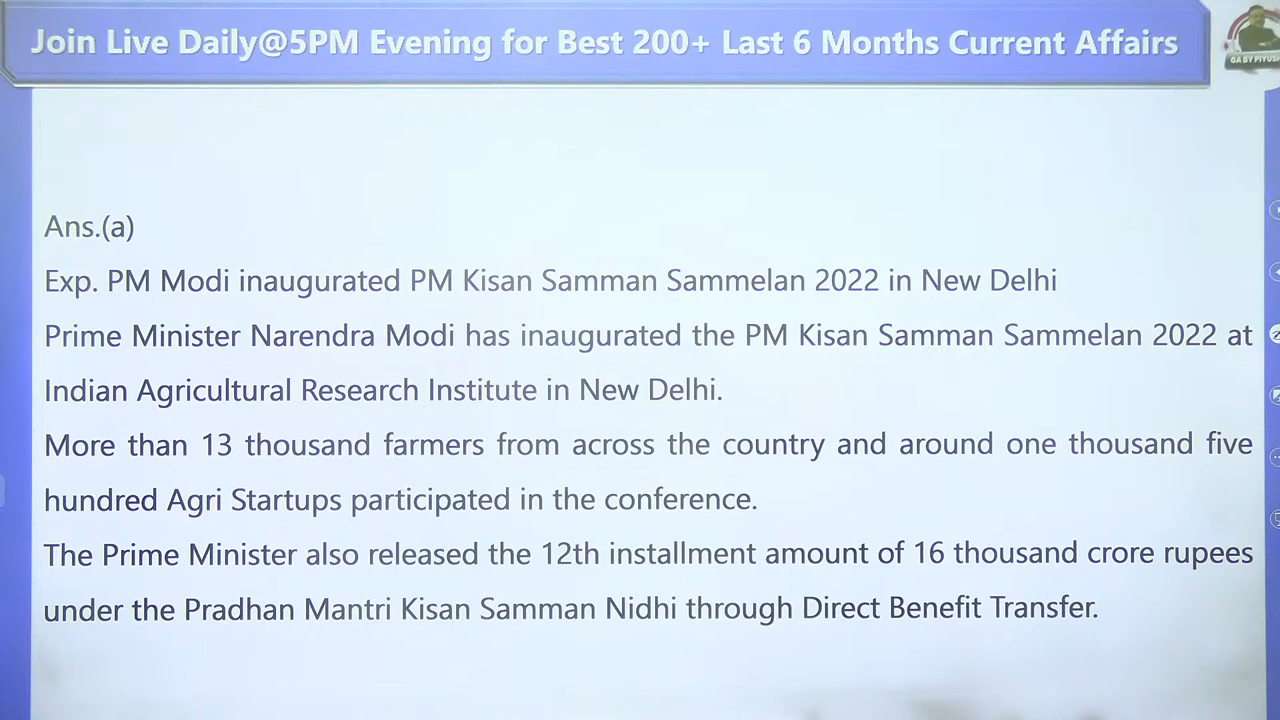 Join Live Daily@5PM Evening for Best 200+ Last 6 Months Current Affairs
GA BY PIYUSH
Ans.(a)
Exp. PM Modi inaugurated PM Kisan Samman Sammelan 2022 in New Delhi
Prime Minister Narendra Modi has inaugurated the PM Kisan Samman Sammelan 2022 at
Indian Agricultural Research Institute in New Delhi.
More than 13 thousand farmers from across the country and around one thousand five
hundred Agri Startups participated in the conference.
The Prime Minister also released the 12th installment amount of 16 thousand crore rupees
under the Pradhan Mantri Kisan Samman Nidhi through Direct Benefit Transfer.